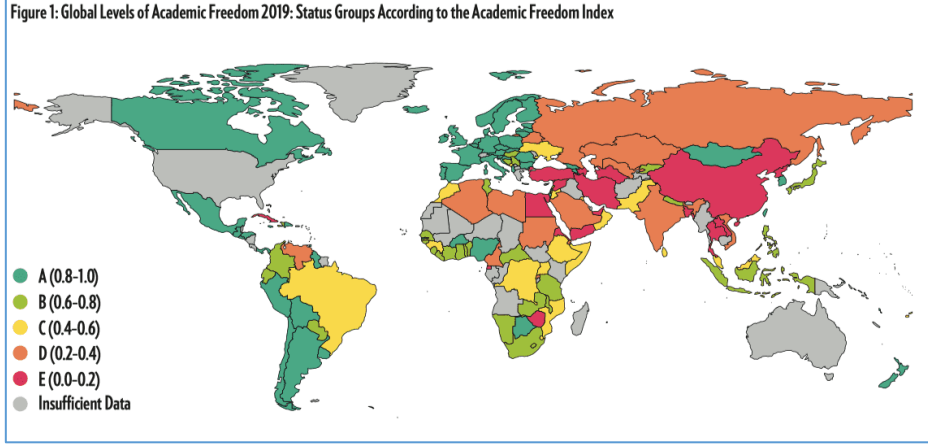 Figure 1: Global Levels of Academic Freedom 2019: Status Groups According to the Academic Freedom Index
A (0.8-1.0)
B (0.6-0.8)
C (0.4-0.6)
D (0.2-0.4)
E (0.0-0.2)
Insufficient Data